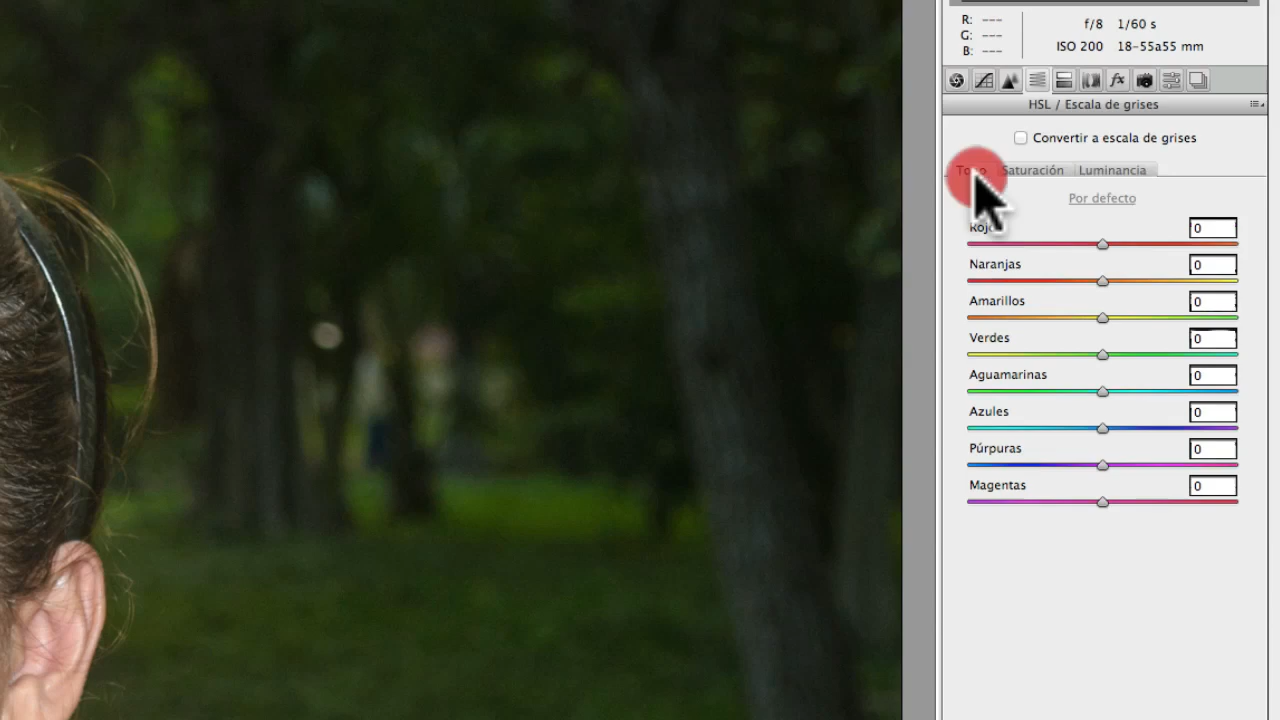 R: ---
G: ---
B: ---
f/8 1/60 s
ISO 200 18-55a55 mm
fx
HSL / Escala de grises
Convertir a escala de grises
Saturación Luminancia
Por defecto
0
Naranjas 0
Amarillos 0
Verdes 0
Aguamarinas 0
Azules 0
Púrpuras 0
Magentas 0